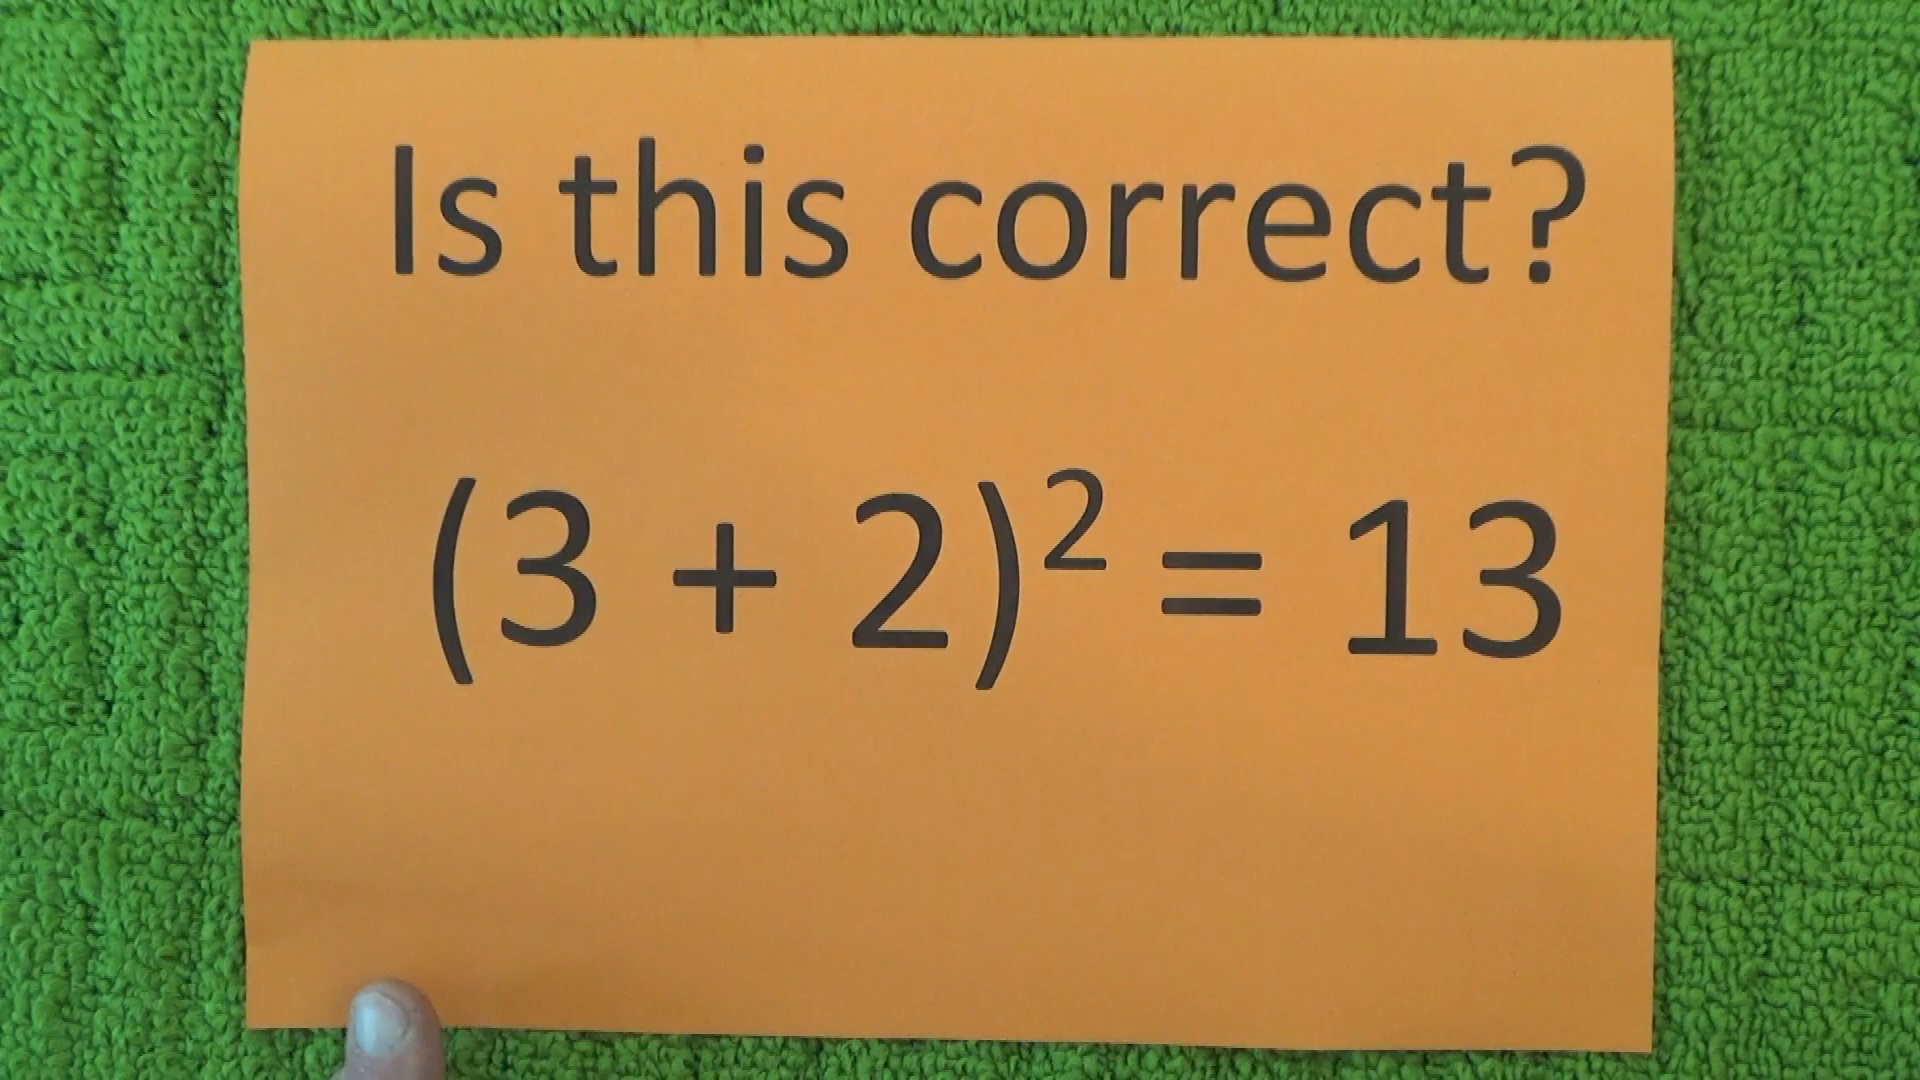 Is this correct?
(3 + 2)² = 13